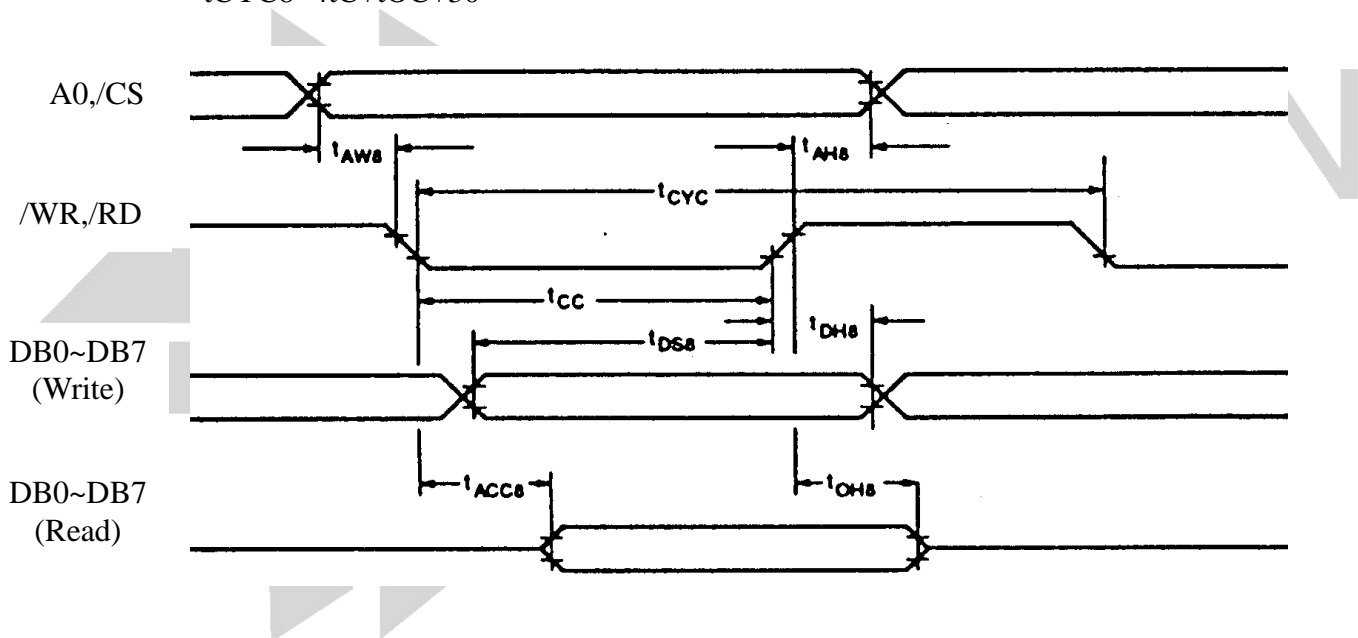 A0,/CS
tAW8
tAH8
tCYC
/WR,/RD
tCC
tDH8
DB0~DB7
(Write)
tDS8
DB0~DB7
(Read)
tACC8
tOH8